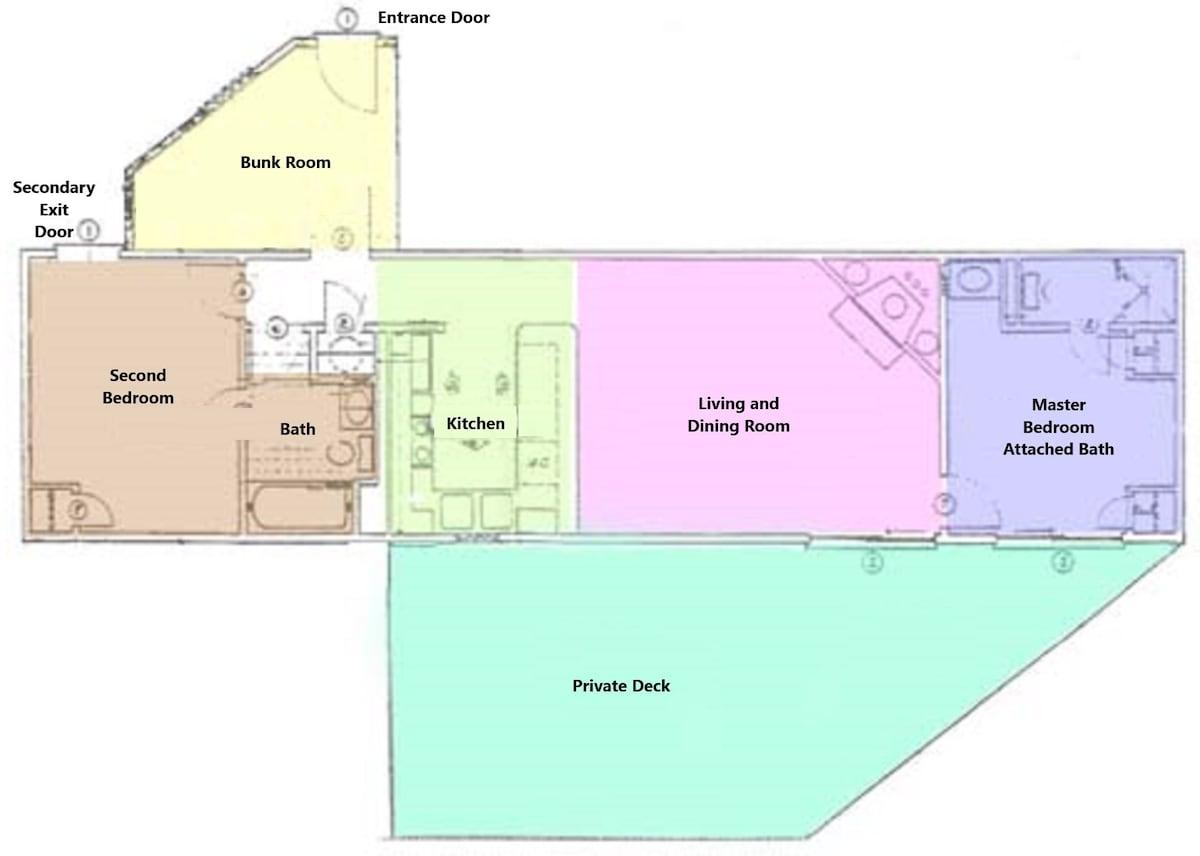 Entrance Door
Bunk Room
Secondary
Exit
Door
Second
Bedroom
Bath
Kitchen
Living and
Dining Room
Master
Bedroom
Attached Bath
Private Deck